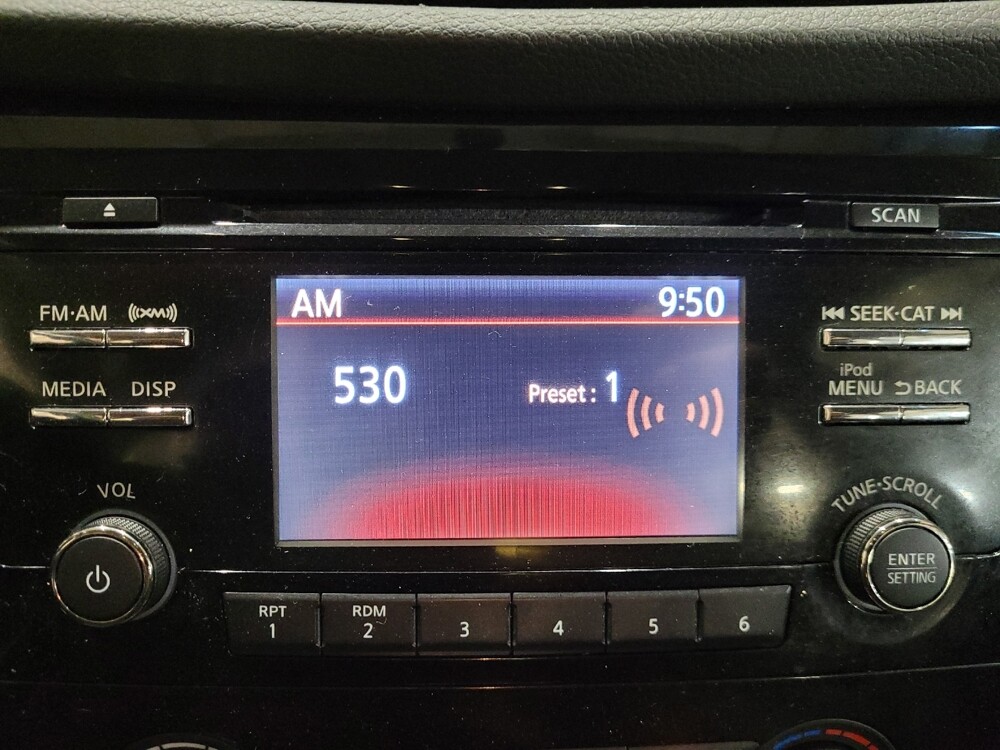 SCAN
FM·AM ((XM))
AM 9:50
⏮ SEEK·CAT ⏭
530 Preset : 1
iPod
MEDIA DISP
MENU ⮌BACK
VOL
TUNE·SCROLL
ENTER
SETTING
RPT RDM
1 2 3 4 5 6